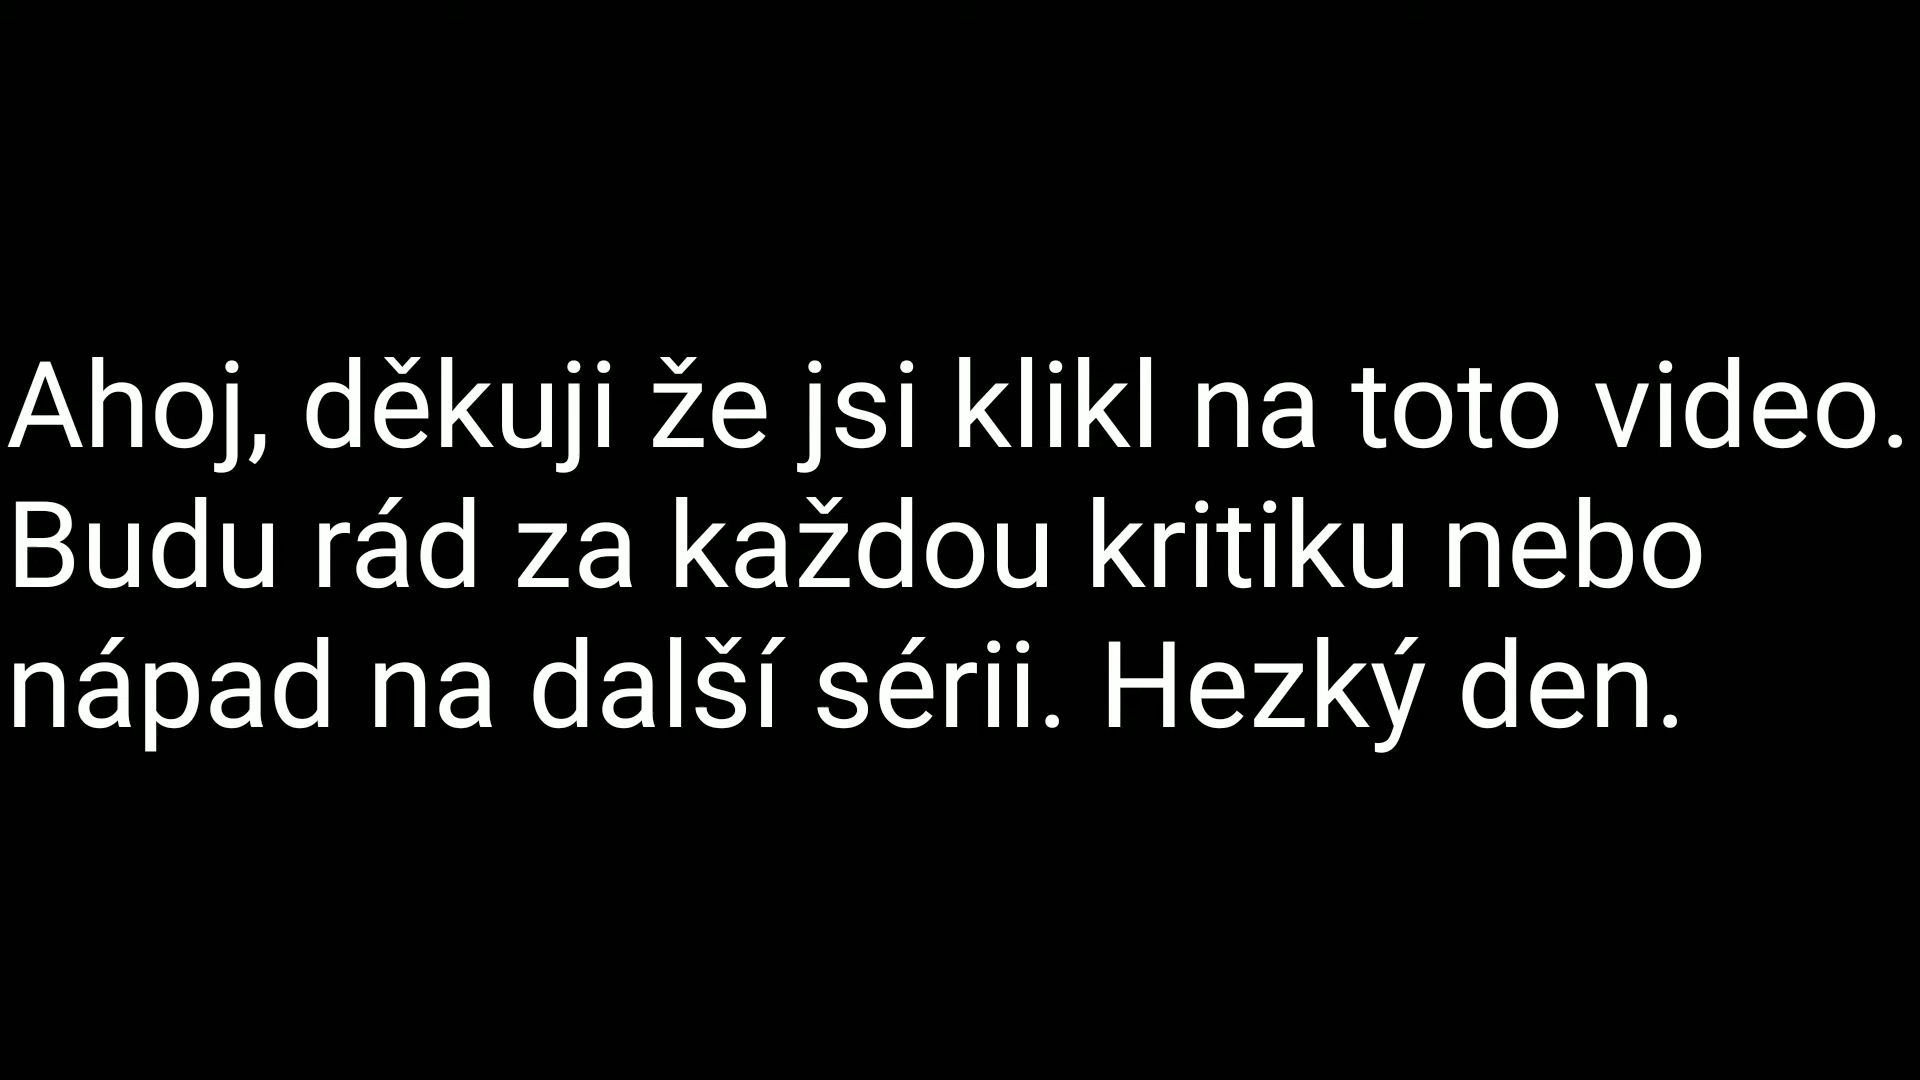 Ahoj, děkuji že jsi klikl na toto video.
Budu rád za každou kritiku nebo
nápad na další sérii. Hezký den.